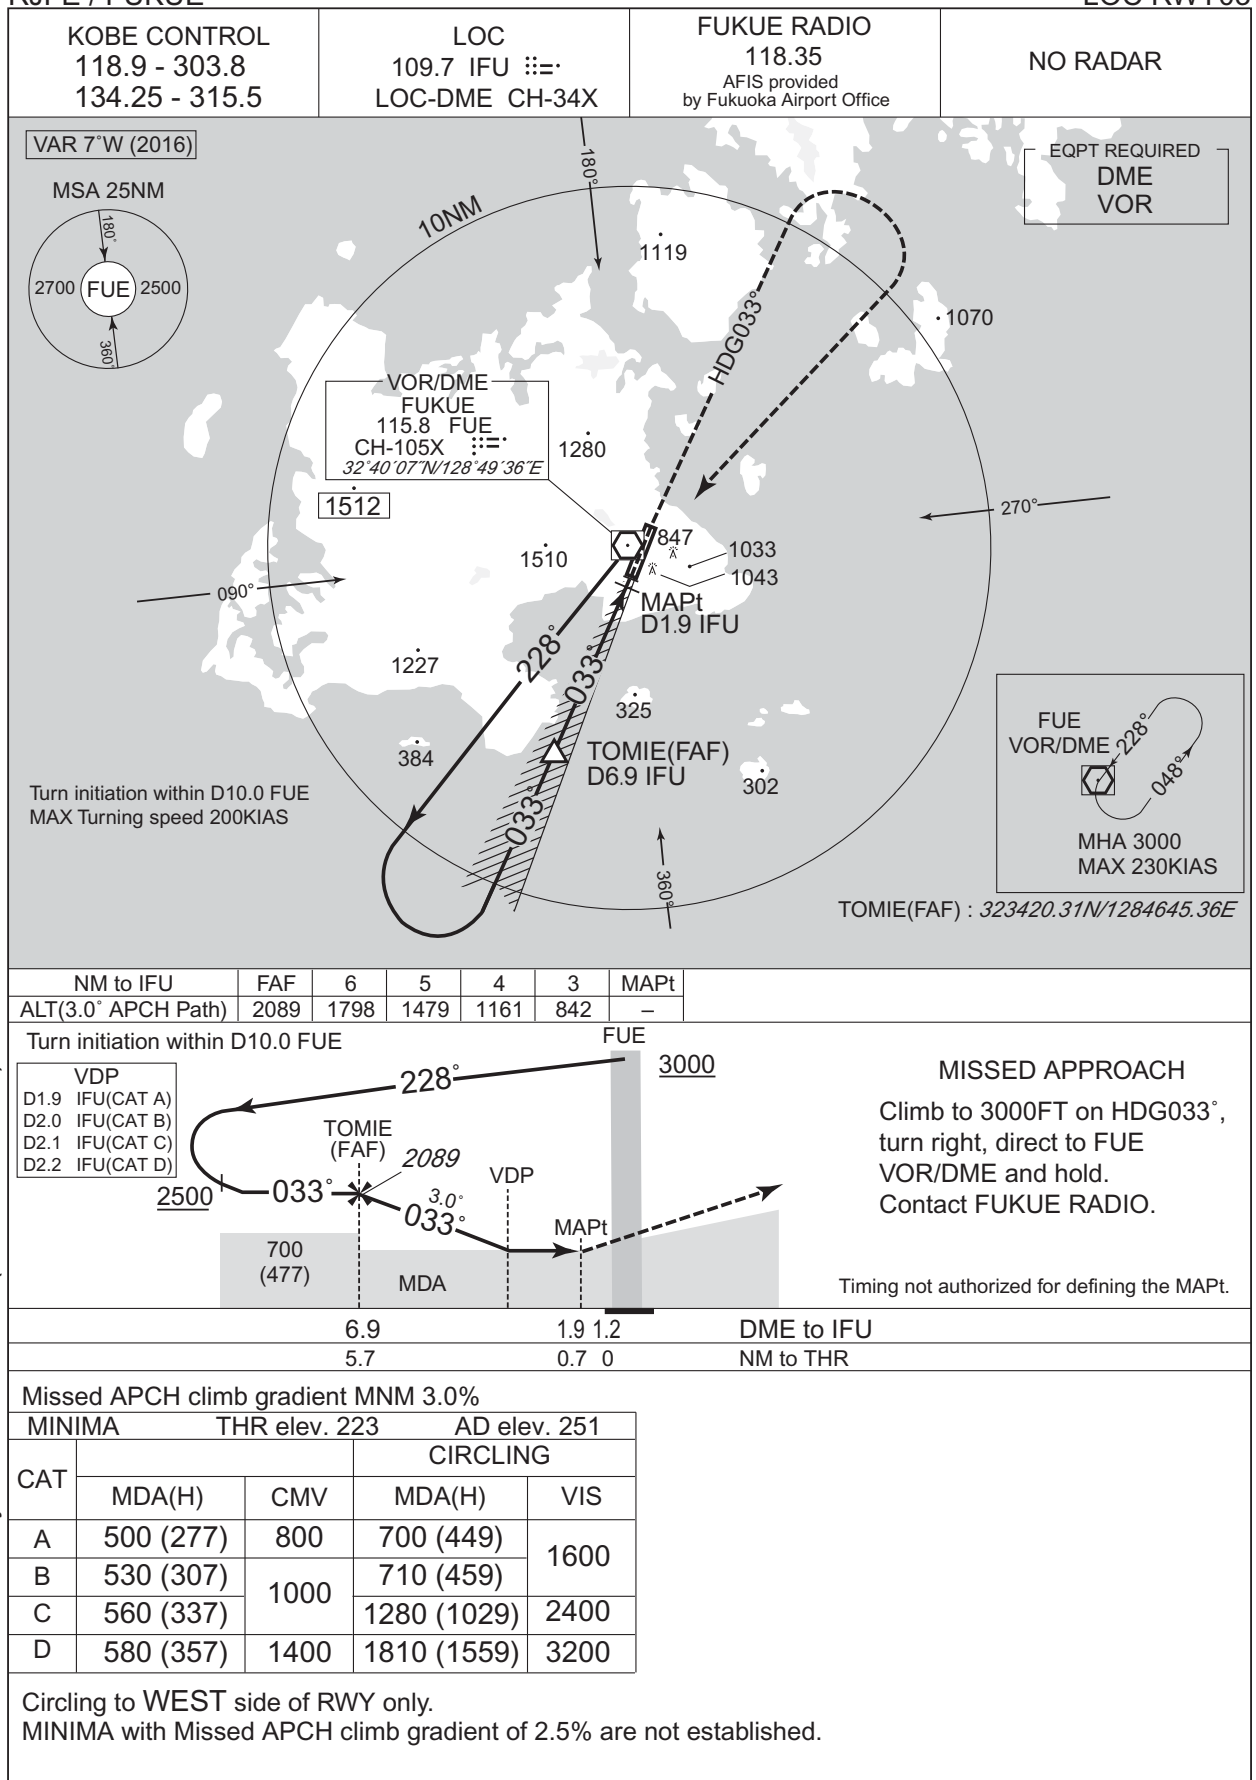 KOBE CONTROL
118.9 - 303.8
134.25 - 315.5
LOC
109.7 IFU
LOC-DME CH-34X
FUKUE RADIO
118.35
AFIS provided
by Fukuoka Airport Office
NO RADAR
VAR 7°W (2016)
MSA 25NM
180°
2700 FUE 2500
360°
EQPT REQUIRED
DME
VOR
180°
10NM
1119
HDG033°
1070
VOR/DME
FUKUE
115.8 FUE
CH-105X
32°40′07″N/128°49′36″E
1280
1512
270°
1510
847
1033
1043
090°
MAPt
D1.9 IFU
228°
033°
1227
325
384
TOMIE(FAF)
D6.9 IFU
302
033°
Turn initiation within D10.0 FUE
MAX Turning speed 200KIAS
360°
FUE
VOR/DME
228°
048°
MHA 3000
MAX 230KIAS
TOMIE(FAF) : 323420.31N/1284645.36E
NM to IFU FAF 6 5 4 3 MAPt
ALT(3.0° APCH Path) 2089 1798 1479 1161 842 –
Turn initiation within D10.0 FUE
FUE
3000
VDP
D1.9 IFU(CAT A)
D2.0 IFU(CAT B)
D2.1 IFU(CAT C)
D2.2 IFU(CAT D)
228°
TOMIE
(FAF)
2089
VDP
2500
033°
3.0°
033°
MAPt
700
(477)
MDA
MISSED APPROACH
Climb to 3000FT on HDG033°,
turn right, direct to FUE
VOR/DME and hold.
Contact FUKUE RADIO.
Timing not authorized for defining the MAPt.
6.9 1.9 1.2 DME to IFU
5.7 0.7 0 NM to THR
Missed APCH climb gradient MNM 3.0%
MINIMA THR elev. 223 AD elev. 251
CAT CIRCLING
MDA(H) CMV MDA(H) VIS
A 500 (277) 800 700 (449) 1600
B 530 (307) 1000 710 (459)
C 560 (337) 1280 (1029) 2400
D 580 (357) 1400 1810 (1559) 3200
Circling to WEST side of RWY only.
MINIMA with Missed APCH climb gradient of 2.5% are not established.